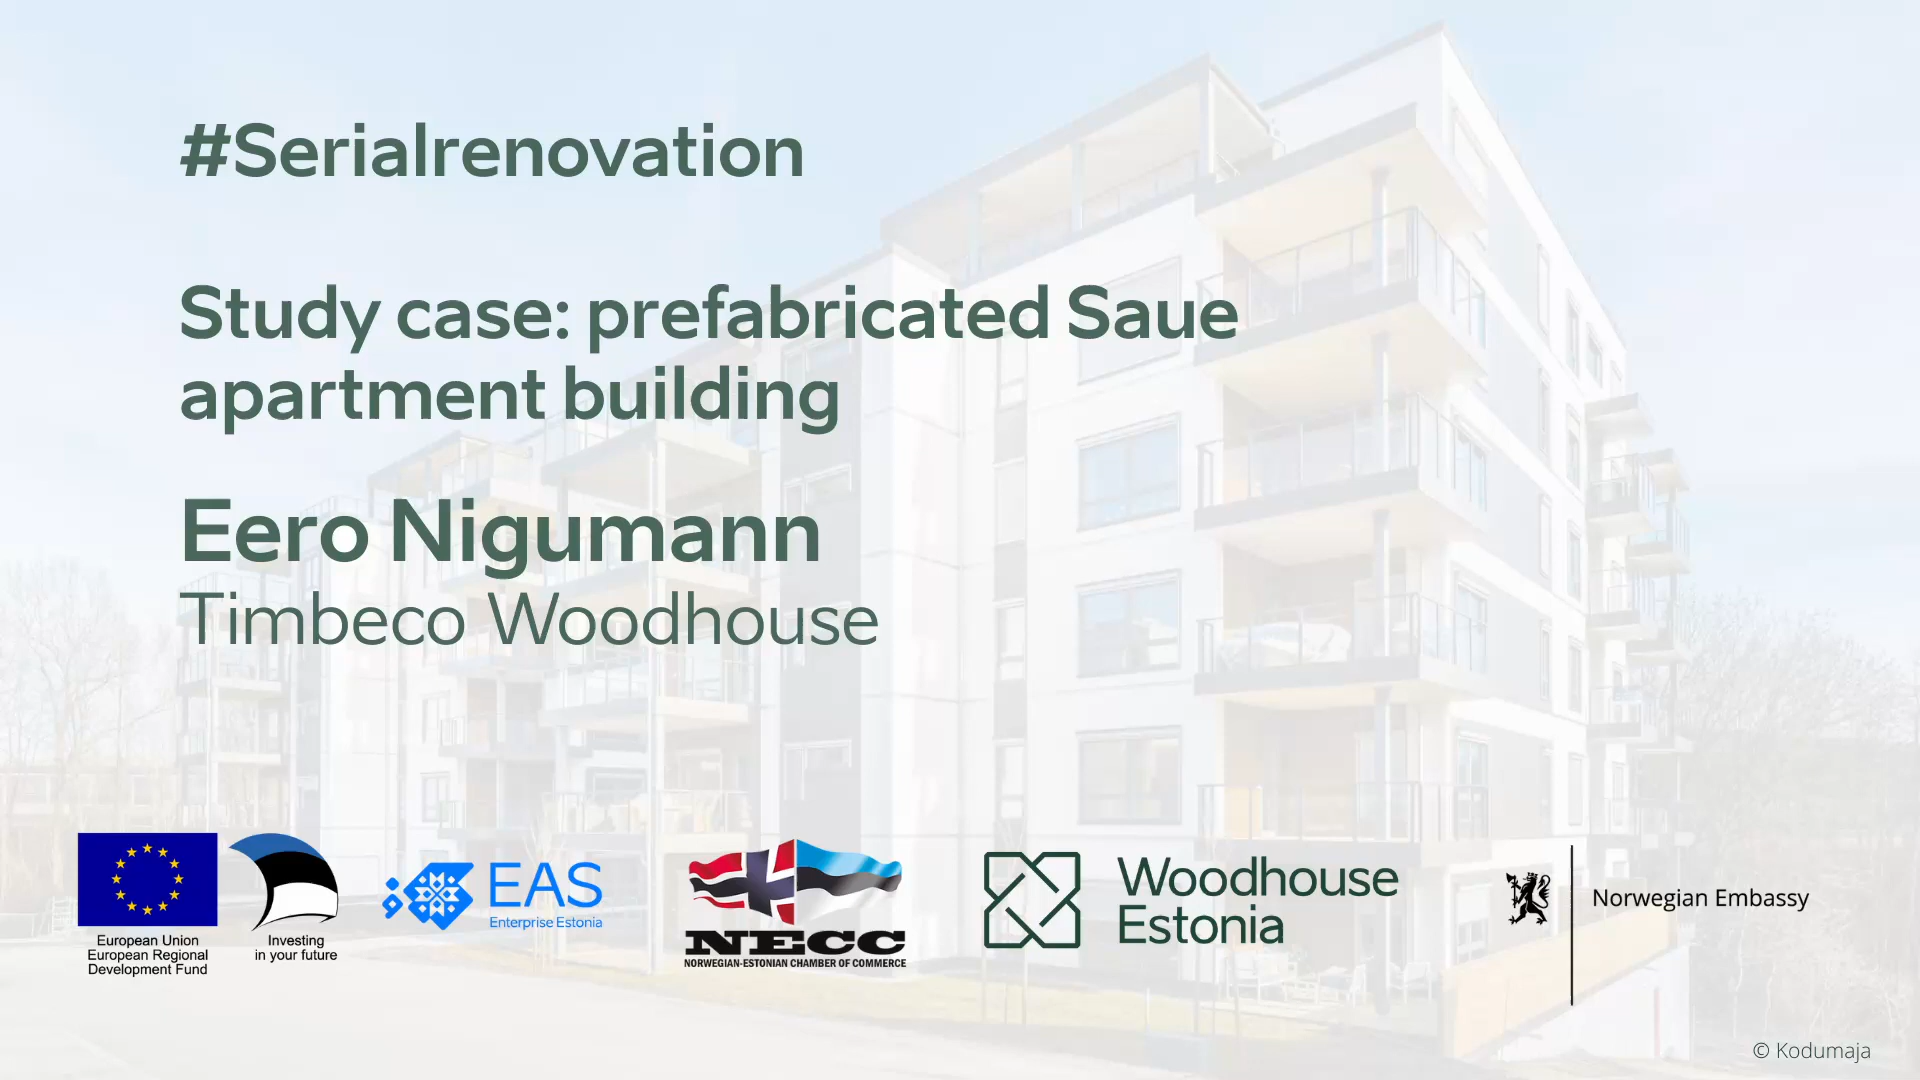 #Serialrenovation
Study case: prefabricated Saue
apartment building
Eero Nigumann
Timbeco Woodhouse
European Union
European Regional
Development Fund
Investing
in your future
EAS
Enterprise Estonia
NECC
NORWEGIAN-ESTONIAN CHAMBER OF COMMERCE
Woodhouse
Estonia
Norwegian Embassy
© Kodumaja